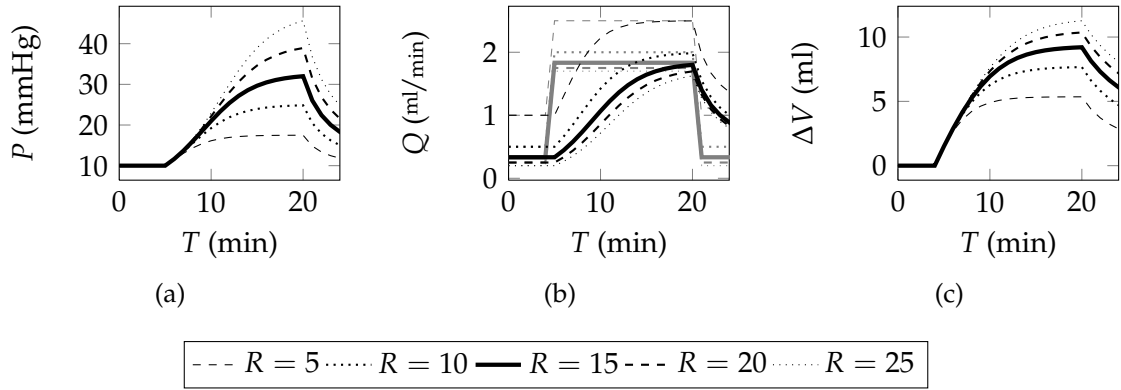 P (mmHg)
40
30
20
10
0
10
20
T (min)
(a)
Q (ml/min)
2
1
0
0
10
20
T (min)
(b)
ΔV (ml)
10
5
0
0
10
20
T (min)
(c)
R = 5
R = 10
R = 15
R = 20
R = 25